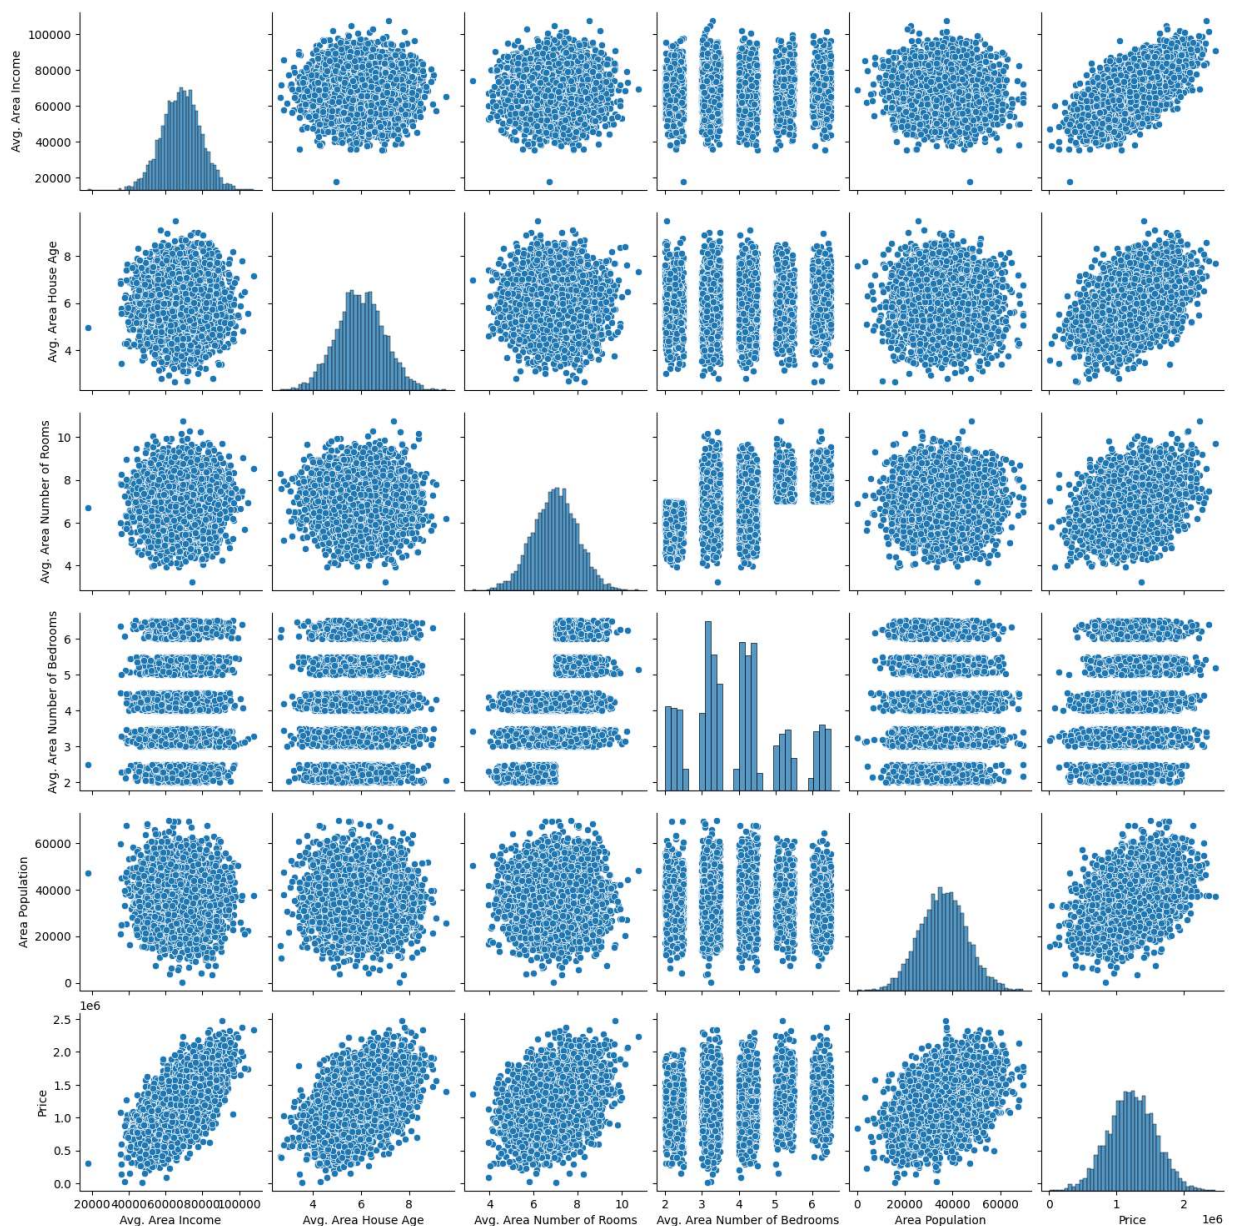 100000
80000
60000
40000
20000
Avg. Area Income
8
6
4
Avg. Area House Age
10
8
6
4
Avg. Area Number of Rooms
6
5
4
3
2
Avg. Area Number of Bedrooms
60000
40000
20000
0
Area Population
1e6
2.5
2.0
1.5
1.0
0.5
0.0
Price
20000 40000 60000 80000 100000
Avg. Area Income
4 6 8
Avg. Area House Age
4 6 8 10
Avg. Area Number of Rooms
2 3 4 5 6
Avg. Area Number of Bedrooms
0 20000 40000 60000
Area Population
0 1 2
1e6
Price